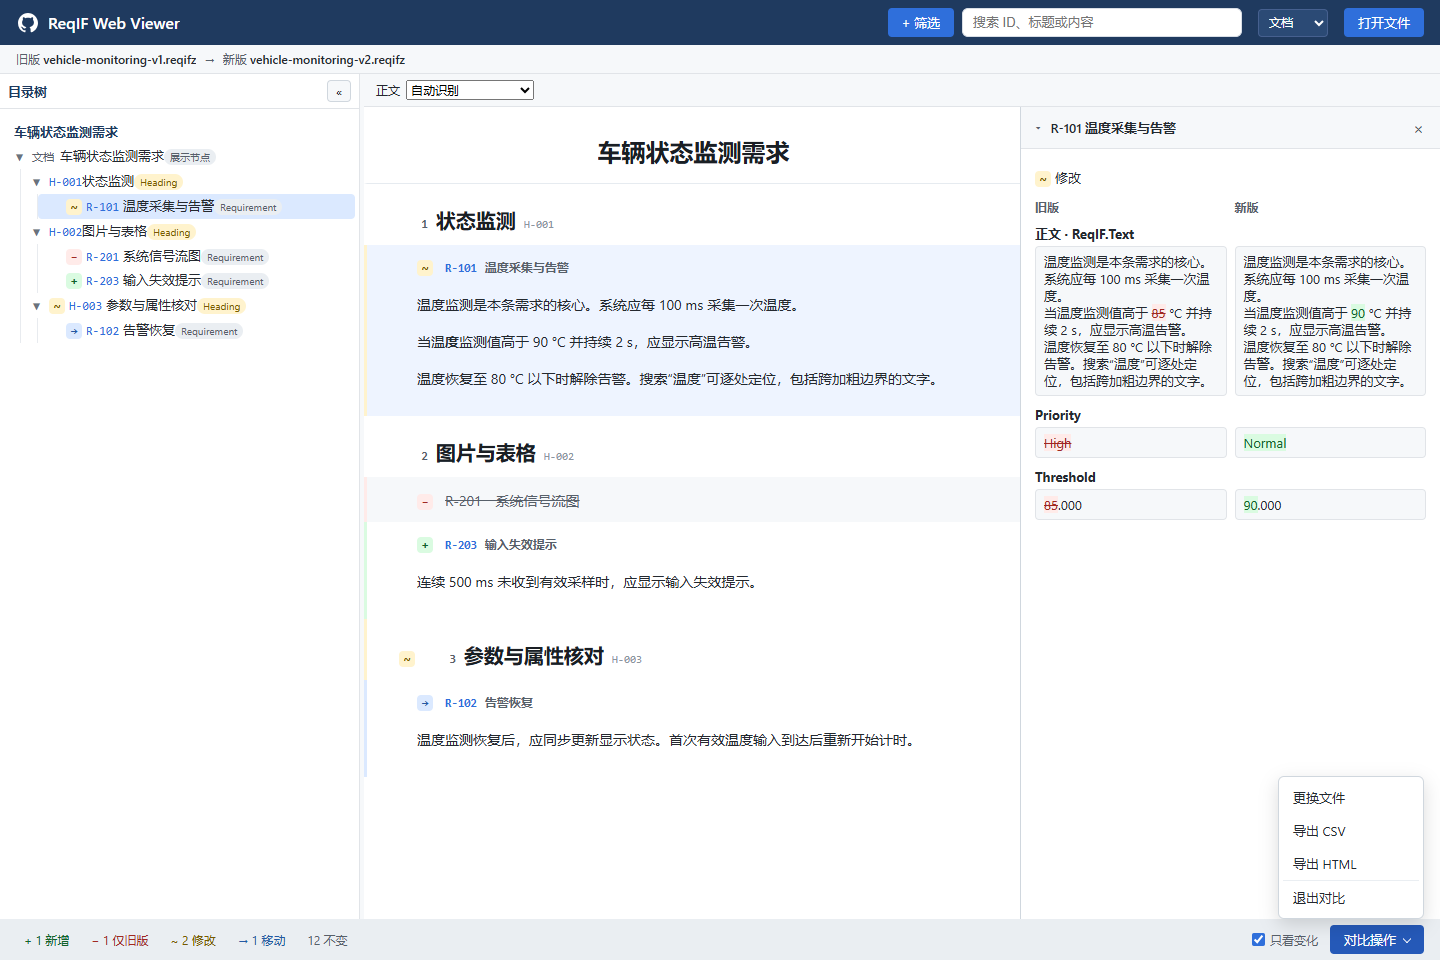 ReqIF Web Viewer
+ 筛选
搜索 ID、标题或内容
文档
打开文件
旧版 vehicle-monitoring-v1.reqifz → 新版 vehicle-monitoring-v2.reqifz
目录树
«
车辆状态监测需求
▼ 文档 车辆状态监测需求 展示节点
▼ H-001状态监测 Heading
~ R-101 温度采集与告警 Requirement
▼ H-002图片与表格 Heading
− R-201 系统信号流图 Requirement
+ R-203 输入失效提示 Requirement
▼ ~ H-003 参数与属性核对 Heading
→ R-102 告警恢复 Requirement
正文 自动识别
车辆状态监测需求
1 状态监测 H-001
~ R-101 温度采集与告警
温度监测是本条需求的核心。系统应每 100 ms 采集一次温度。
当温度监测值高于 90 °C 并持续 2 s，应显示高温告警。
温度恢复至 80 °C 以下时解除告警。搜索“温度”可逐处定位，包括跨加粗边界的文字。
2 图片与表格 H-002
− R-201 系统信号流图
+ R-203 输入失效提示
连续 500 ms 未收到有效采样时，应显示输入失效提示。
~ 3 参数与属性核对 H-003
→ R-102 告警恢复
温度监测恢复后，应同步更新显示状态。首次有效温度输入到达后重新开始计时。
R-101 温度采集与告警 ×
~ 修改
旧版 新版
正文 · ReqIF.Text
温度监测是本条需求的核心。
系统应每 100 ms 采集一次温
度。
当温度监测值高于 85 °C 并持
续 2 s，应显示高温告警。
温度恢复至 80 °C 以下时解除
告警。搜索“温度”可逐处定
位，包括跨加粗边界的文字。
温度监测是本条需求的核心。
系统应每 100 ms 采集一次温
度。
当温度监测值高于 90 °C 并持
续 2 s，应显示高温告警。
温度恢复至 80 °C 以下时解除
告警。搜索“温度”可逐处定
位，包括跨加粗边界的文字。
Priority
High Normal
Threshold
85.000 90.000
更换文件
导出 CSV
导出 HTML
退出对比
+ 1 新增 − 1 仅旧版 ~ 2 修改 → 1 移动 12 不变
只看变化
对比操作